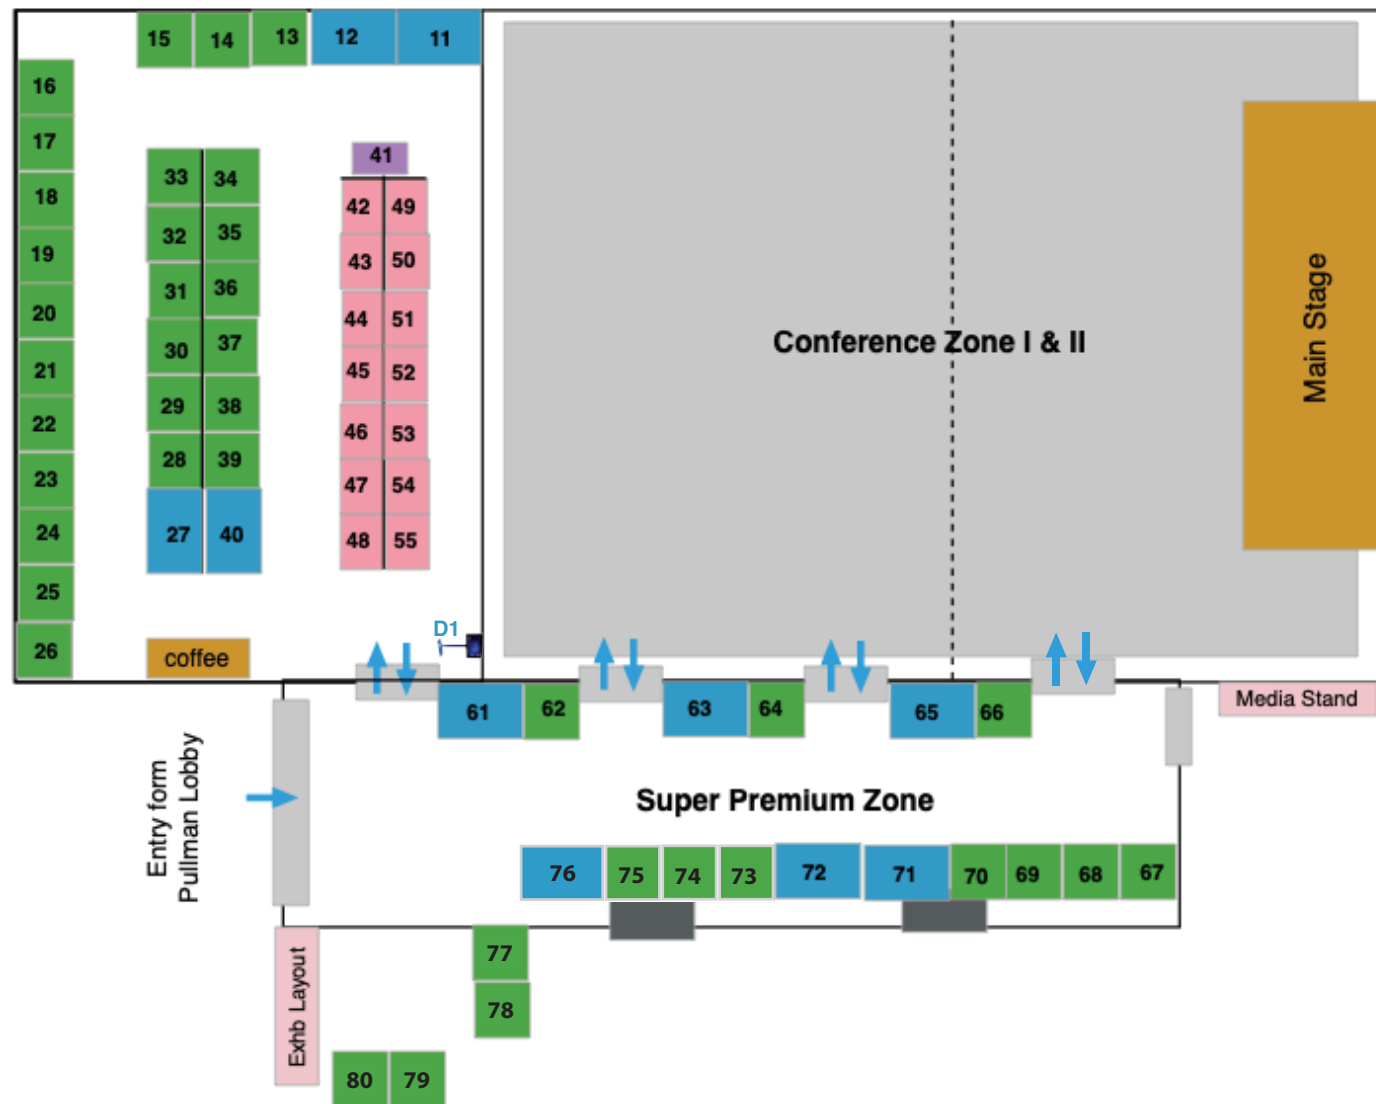 15 14 13 12 11
16
17
18
19
20
21
22
23
24
25
26
33 34
32 35
31 36
30 37
29 38
28 39
27 40
41
42 49
43 50
44 51
45 52
46 53
47 54
48 55
Conference Zone I & II
Main Stage
coffee
D1
61 62 63 64 65 66
Media Stand
Entry form
Pullman Lobby
Super Premium Zone
76 75 74 73 72 71 70 69 68 67
Exhb Layout
77
78
80 79